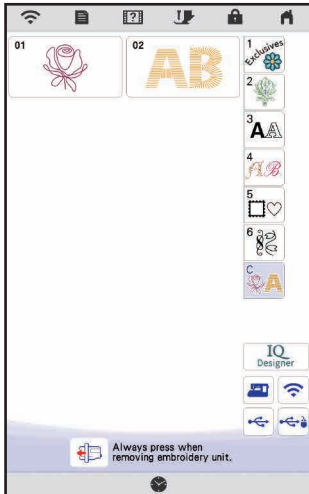 01
02
AB
1
Exclusives
2
3
AA
4
AB
5
6
C
A
IQ
Designer
Always press when
removing embroidery unit.